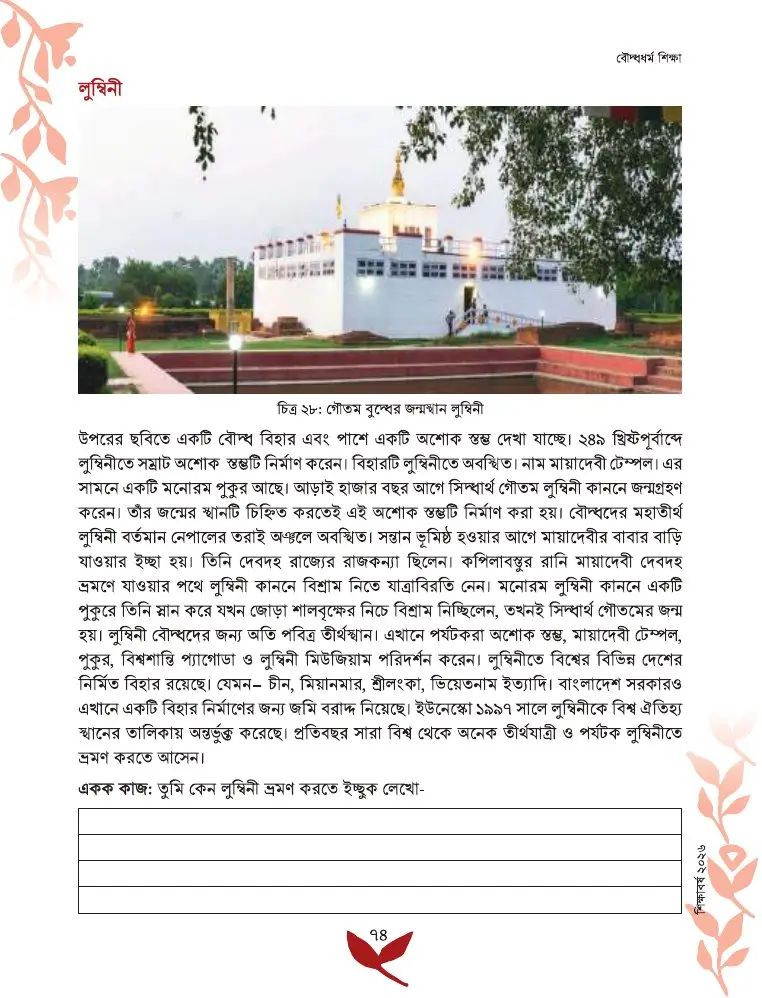 বৌদ্ধধর্ম শিক্ষা
লুম্বিনী
চিত্র ২৮: গৌতম বুদ্ধের জন্মস্থান লুম্বিনী
উপরের ছবিতে একটি বৌদ্ধ বিহার এবং পাশে একটি অশোক স্তম্ভ দেখা যাচ্ছে। ২৪৯ খ্রিষ্টপূর্বাব্দে
লুম্বিনীতে সম্রাট অশোক স্তম্ভটি নির্মাণ করেন। বিহারটি লুম্বিনীতে অবস্থিত। নাম মায়াদেবী টেম্পল। এর
সামনে একটি মনোরম পুকুর আছে। আড়াই হাজার বছর আগে সিদ্ধার্থ গৌতম লুম্বিনী কাননে জন্মগ্রহণ
করেন। তাঁর জন্মের স্থানটি চিহ্নিত করতেই এই অশোক স্তম্ভটি নির্মাণ করা হয়। বৌদ্ধদের মহাতীর্থ
লুম্বিনী বর্তমান নেপালের তরাই অঞ্চলে অবস্থিত। সন্তান ভূমিষ্ঠ হওয়ার আগে মায়াদেবীর বাবার বাড়ি
যাওয়ার ইচ্ছা হয়। তিনি দেবদহ রাজ্যের রাজকন্যা ছিলেন। কপিলাবস্তুর রানি মায়াদেবী দেবদহ
ভ্রমণে যাওয়ার পথে লুম্বিনী কাননে বিশ্রাম নিতে যাত্রাবিরতি নেন। মনোরম লুম্বিনী কাননে একটি
পুকুরে তিনি স্নান করে যখন জোড়া শালবৃক্ষের নিচে বিশ্রাম নিচ্ছিলেন, তখনই সিদ্ধার্থ গৌতমের জন্ম
হয়। লুম্বিনী বৌদ্ধদের জন্য অতি পবিত্র তীর্থস্থান। এখানে পর্যটকরা অশোক স্তম্ভ, মায়াদেবী টেম্পল,
পুকুর, বিশ্বশান্তি প্যাগোডা ও লুম্বিনী মিউজিয়াম পরিদর্শন করেন। লুম্বিনীতে বিশ্বের বিভিন্ন দেশের
নির্মিত বিহার রয়েছে। যেমন– চীন, মিয়ানমার, শ্রীলংকা, ভিয়েতনাম ইত্যাদি। বাংলাদেশ সরকারও
এখানে একটি বিহার নির্মাণের জন্য জমি বরাদ্দ নিয়েছে। ইউনেস্কো ১৯৯৭ সালে লুম্বিনীকে বিশ্ব ঐতিহ্য
স্থানের তালিকায় অন্তর্ভুক্ত করেছে। প্রতিবছর সারা বিশ্ব থেকে অনেক তীর্থযাত্রী ও পর্যটক লুম্বিনীতে
ভ্রমণ করতে আসেন।
একক কাজ: তুমি কেন লুম্বিনী ভ্রমণ করতে ইচ্ছুক লেখো-
শিক্ষাবর্ষ ২০২৬
৭৪